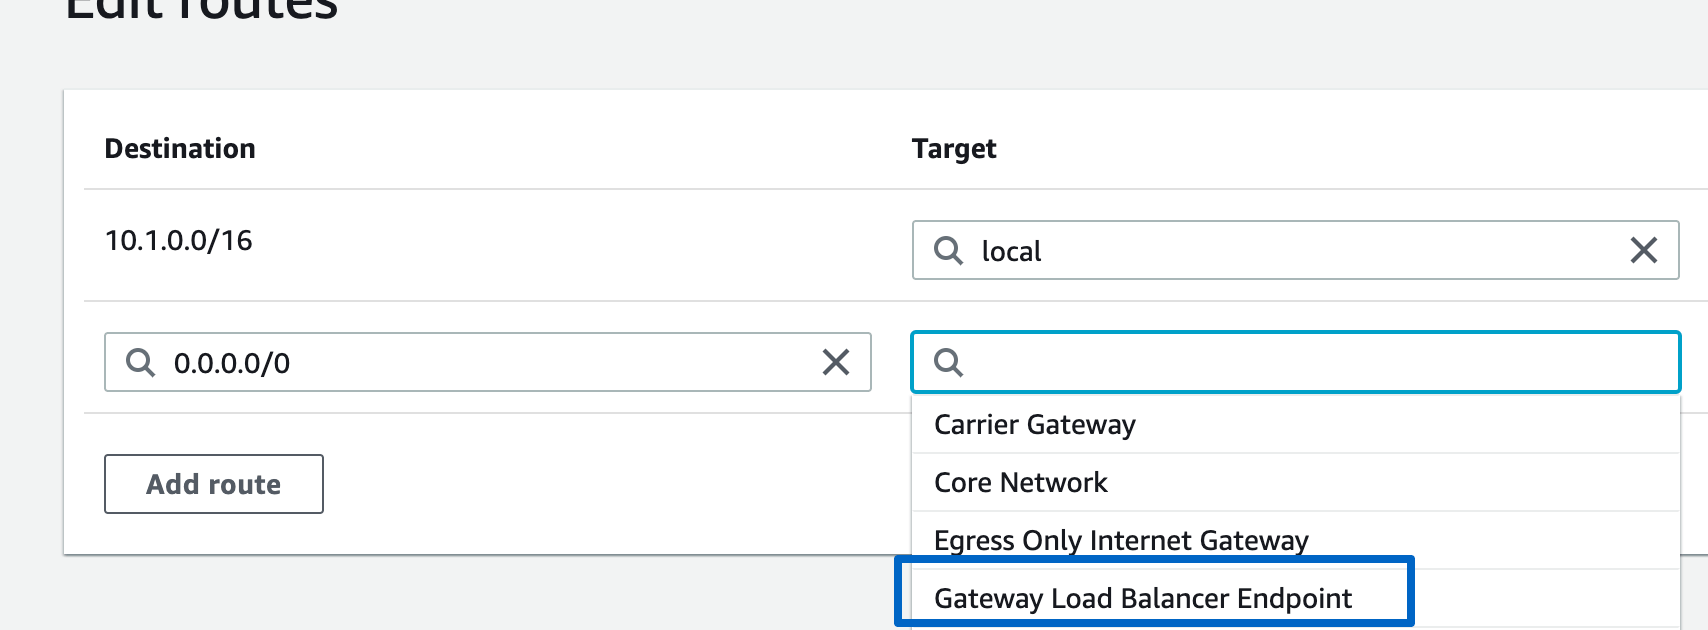 Edit routes
Destination
Target
10.1.0.0/16
local
0.0.0.0/0
Carrier Gateway
Core Network
Add route
Egress Only Internet Gateway
Gateway Load Balancer Endpoint